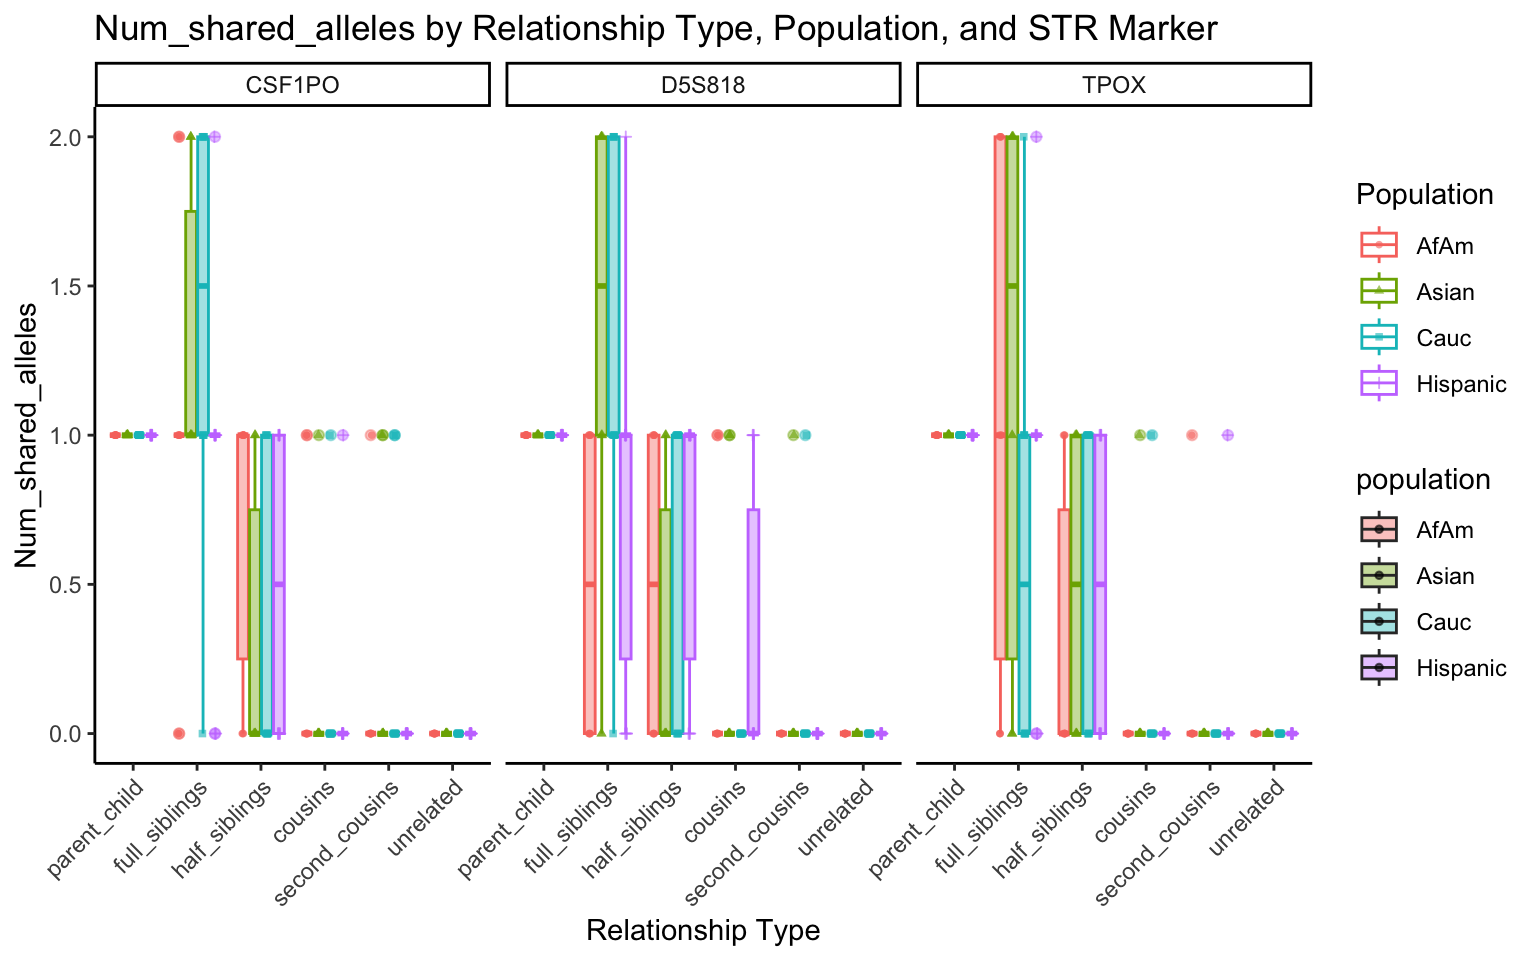 Num_shared_alleles by Relationship Type, Population, and STR Marker
CSF1PO
D5S818
TPOX
Num_shared_alleles
2.0
1.5
1.0
0.5
0.0
parent_child
full_siblings
half_siblings
cousins
second_cousins
unrelated
parent_child
full_siblings
half_siblings
cousins
second_cousins
unrelated
parent_child
full_siblings
half_siblings
cousins
second_cousins
unrelated
Relationship Type
Population
AfAm
Asian
Cauc
Hispanic
population
AfAm
Asian
Cauc
Hispanic